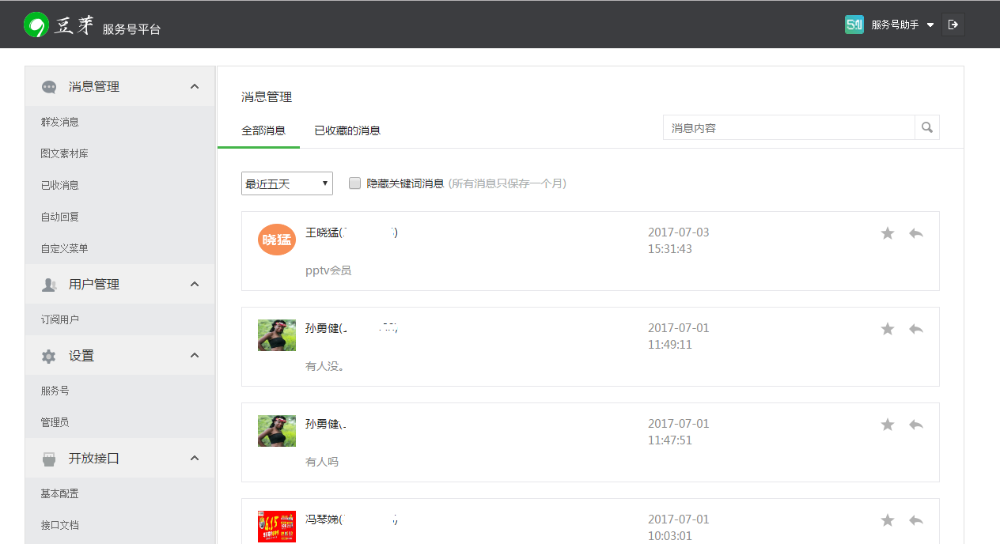 豆芽 服务号平台
服务号助手
消息管理
群发消息
图文素材库
已收消息
自动回复
自定义菜单
用户管理
订阅用户
设置
服务号
管理员
开放接口
基本配置
接口文档
消息管理
全部消息 已收藏的消息
消息内容
最近五天 隐藏关键词消息 (所有消息只保存一个月)
晓猛
王晓猛( )
2017-07-03
15:31:43
pptv会员
孙勇健(
2017-07-01
11:49:11
有人没。
孙勇健
2017-07-01
11:47:51
有人吗
6.15
冯琴娣(
2017-07-01
10:03:01